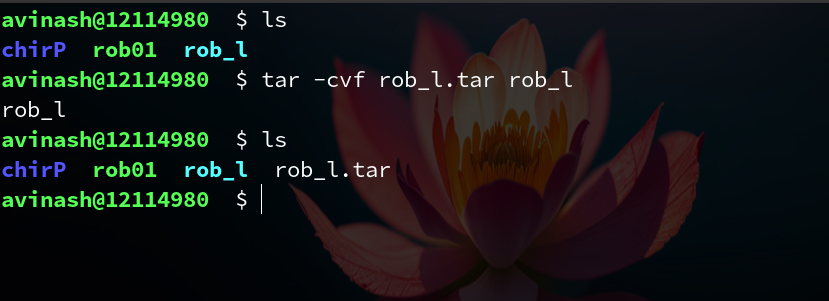 avinash@12114980 $ ls
chirP rob01 rob_l
avinash@12114980 $ tar -cvf rob_l.tar rob_l
rob_l
avinash@12114980 $ ls
chirP rob01 rob_l rob_l.tar
avinash@12114980 $